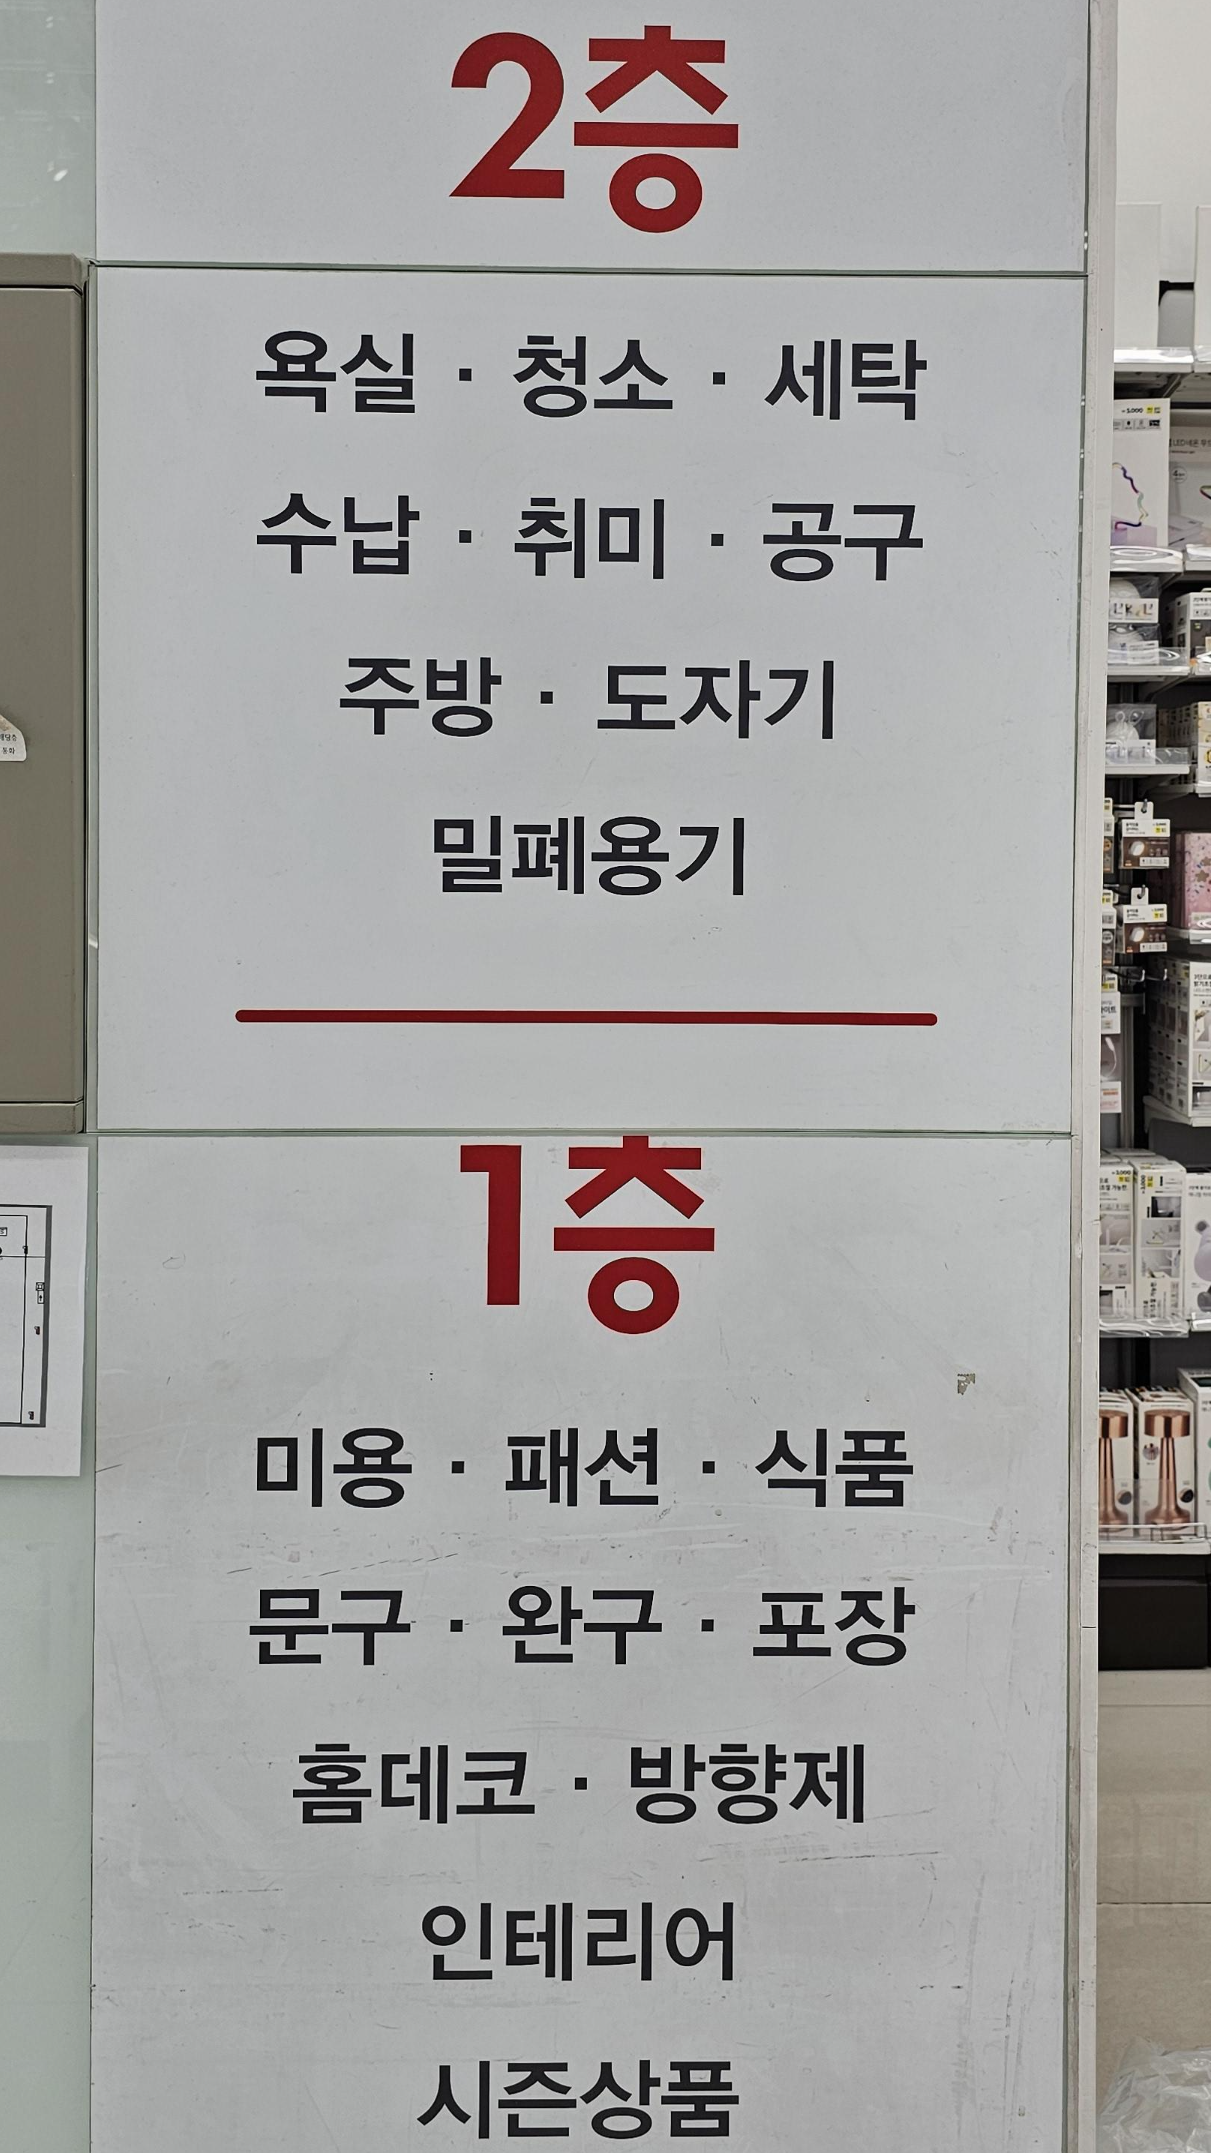 2층
욕실 · 청소 · 세탁
수납 · 취미 · 공구
주방 · 도자기
밀폐용기
1층
미용 · 패션 · 식품
문구 · 완구 · 포장
홈데코 · 방향제
인테리어
시즌상품